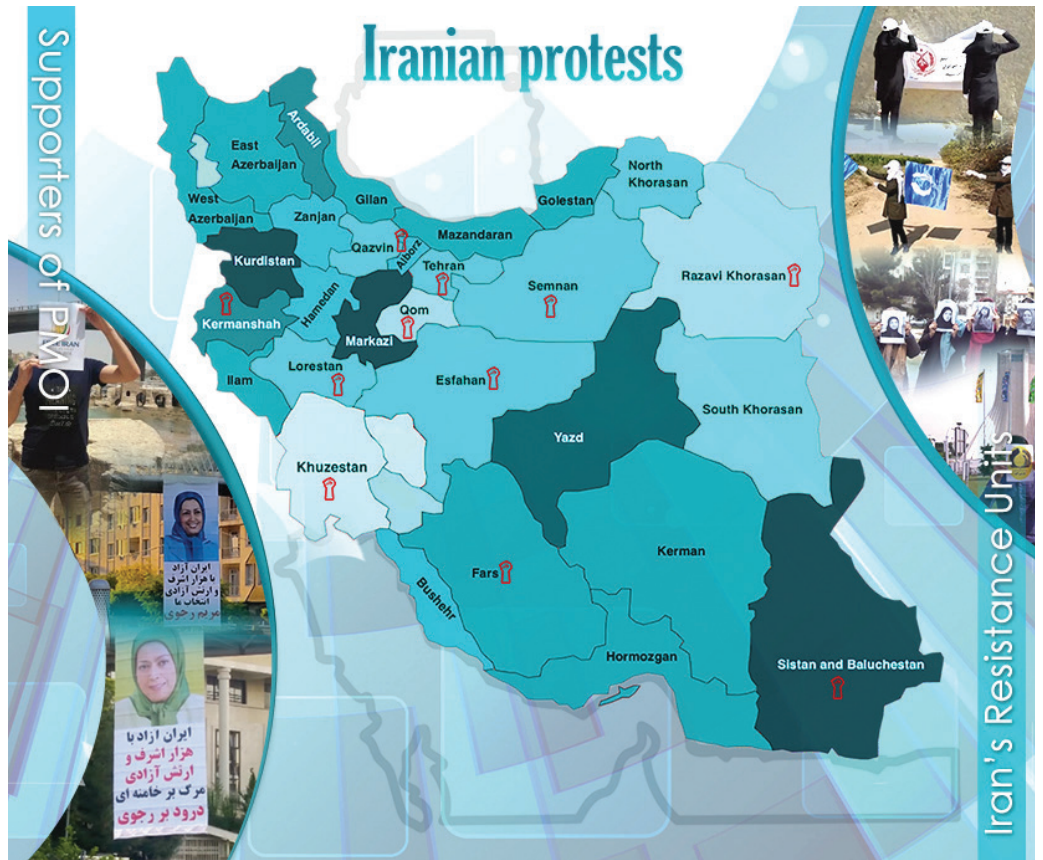 Iranian protests
Supporters of PMOI
Iran's Resistance Units
Ardabil
East
Azerbaijan
West
Azerbaijan
Gilan
Zanjan
Qazvin
Alborz
Mazandaran
Golestan
North
Khorasan
Kurdistan
Hamedan
Tehran
Semnan
Razavi Khorasan
Kermanshah
Markazi
Qom
Ilam
Lorestan
Esfahan
South Khorasan
Khuzestan
Yazd
Kerman
Fars
Bushehr
Hormozgan
Sistan and Baluchestan
IRAN
ایران آزاد
با هزار اشرف
و ارتش آزادی
انتخاب ما
مریم رجوی
ایران آزاد با
هزار اشرف و
ارتش آزادی
مرگ بر خامنه ای
درود بر رجوی